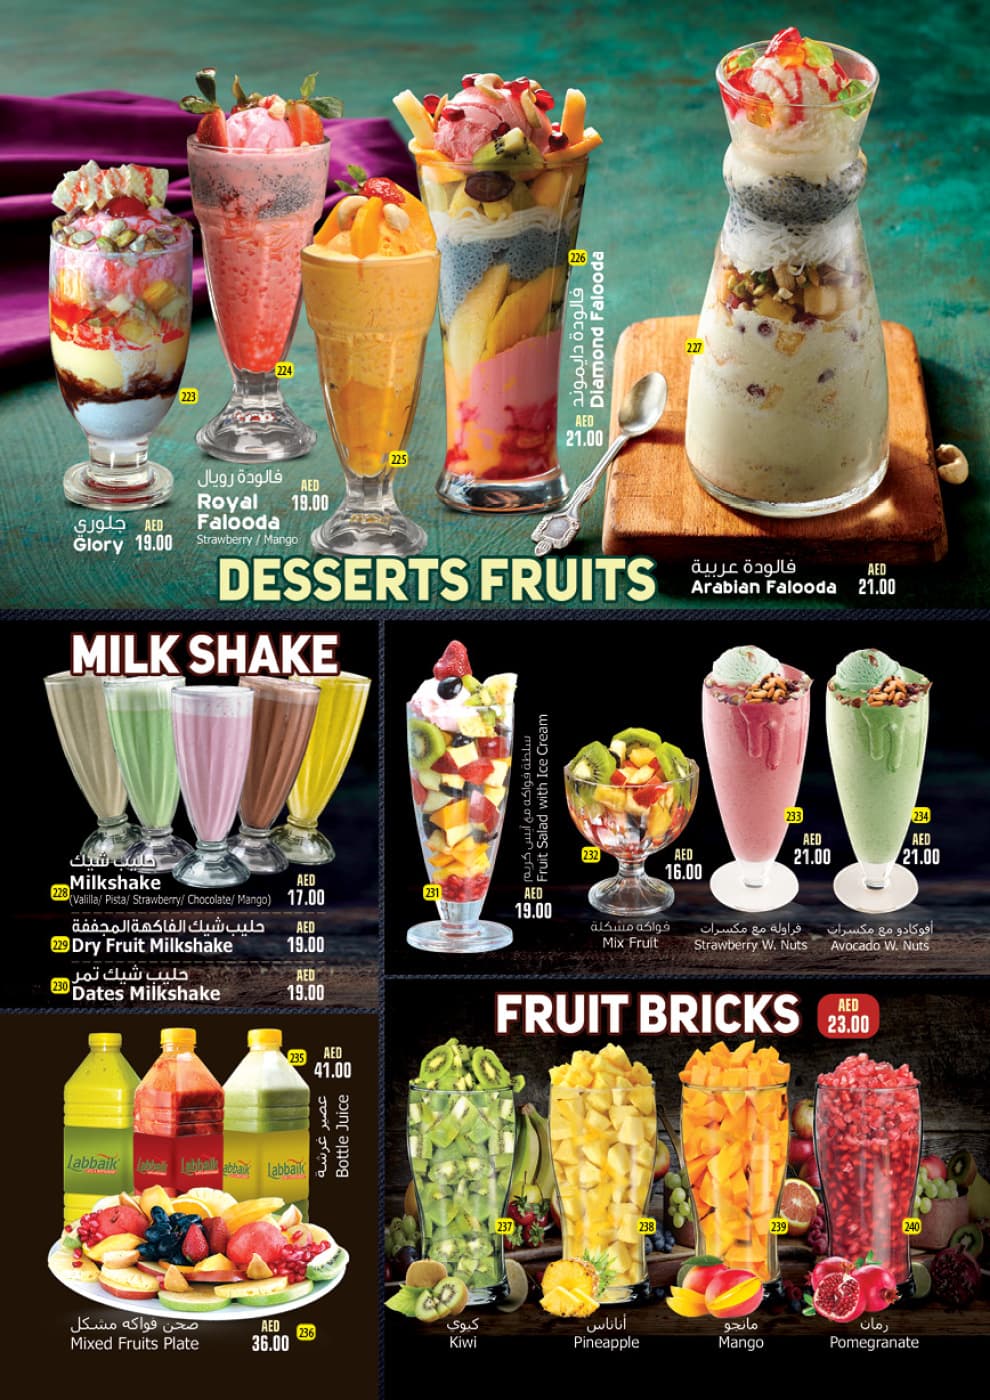 223
224
225
226
227
جلوري
Glory
AED
19.00
فالودة رويال
Royal
Falooda
Strawberry / Mango
AED
19.00
فالودة دايموند
Diamond Falooda
AED
21.00
فالودة عربية
Arabian Falooda
AED
21.00
DESSERTS FRUITS
MILK SHAKE
حليب شيك
228 Milkshake
(Valilla/ Pista/ Strawberry/ Chocolate/ Mango)
AED
17.00
حليب شيك الفاكهة المجففة
229 Dry Fruit Milkshake
AED
19.00
حليب شيك تمر
230 Dates Milkshake
AED
19.00
231
سلطة فواكه مع آيس كريم
Fruit Salad with Ice Cream
AED
19.00
232
AED
16.00
فواكه مشكلة
Mix Fruit
233
AED
21.00
فراولة مع مكسرات
Strawberry W. Nuts
234
AED
21.00
أفوكادو مع مكسرات
Avocado W. Nuts
235
AED
41.00
عصير غرشة
Bottle Juice
Labbaik
Labbaik
Labbaik
صحن فواكه مشكل
Mixed Fruits Plate
AED
36.00
236
FRUIT BRICKS
AED
23.00
237
238
239
240
كيوي
Kiwi
أناناس
Pineapple
مانجو
Mango
رمان
Pomegranate